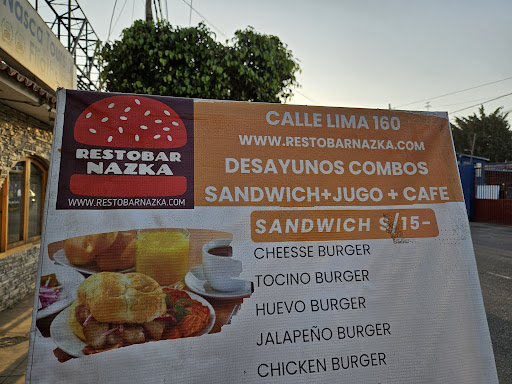 Nasca
RESTOBAR
NAZKA
WWW.RESTOBARNAZKA.COM
CALLE LIMA 160
WWW.RESTOBARNAZKA.COM
DESAYUNOS COMBOS
SANDWICH+JUGO + CAFE
SANDWICH S/15-
CHEESSE BURGER
TOCINO BURGER
HUEVO BURGER
JALAPEÑO BURGER
CHICKEN BURGER